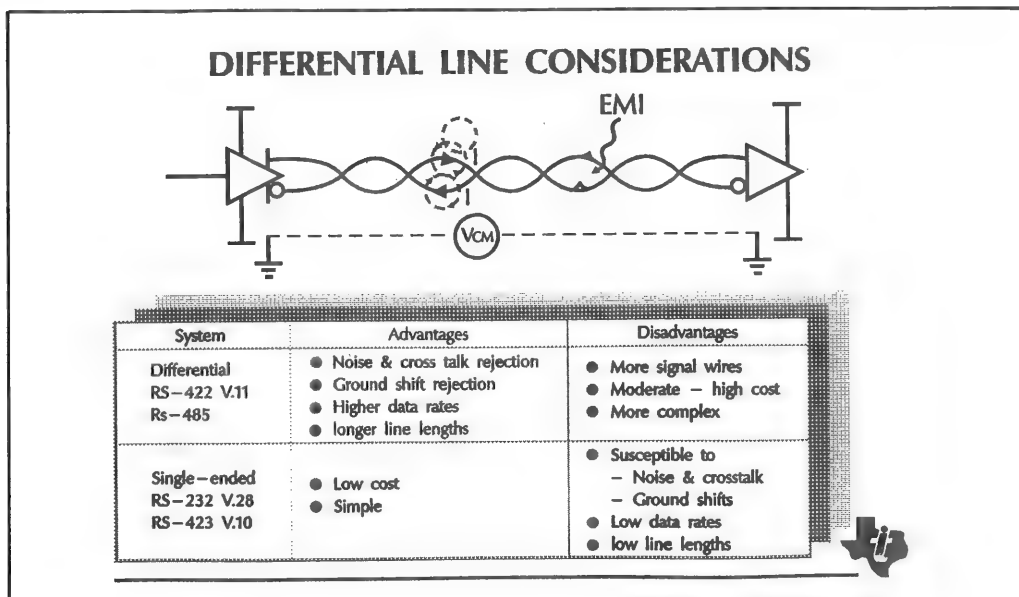 DIFFERENTIAL LINE CONSIDERATIONS
EMI
I
I
VCM
System Advantages Disadvantages
Differential
RS-422 V.11
Rs-485
● Noise & cross talk rejection
● Ground shift rejection
● Higher data rates
● longer line lengths
● More signal wires
● Moderate - high cost
● More complex
Single-ended
RS-232 V.28
RS-423 V.10
● Low cost
● Simple
● Susceptible to
- Noise & crosstalk
- Ground shifts
● Low data rates
● low line lengths